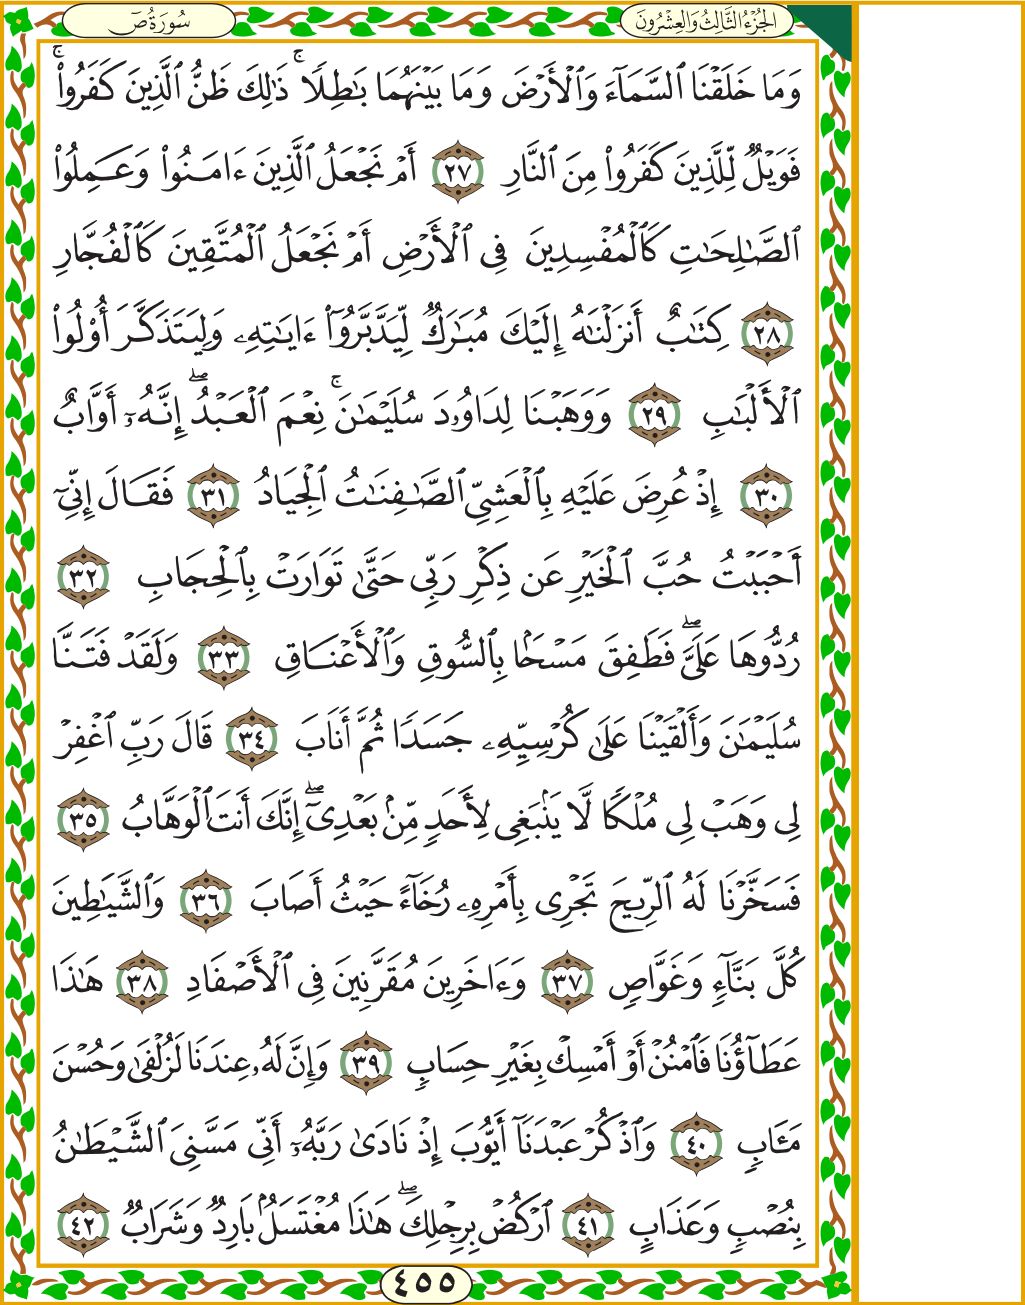 الجُزْءُ الثَّالِثُ وَالعِشْرُونَ
سُورَةُ صٓ
وَمَا خَلَقْنَا ٱلسَّمَآءَ وَٱلْأَرْضَ وَمَا بَيْنَهُمَا بَٰطِلًا ۚ ذَٰلِكَ ظَنُّ ٱلَّذِينَ كَفَرُوا۟ ۚ
فَوَيْلٌ لِّلَّذِينَ كَفَرُوا۟ مِنَ ٱلنَّارِ ٢٧ أَمْ نَجْعَلُ ٱلَّذِينَ ءَامَنُوا۟ وَعَمِلُوا۟
ٱلصَّٰلِحَٰتِ كَٱلْمُفْسِدِينَ فِى ٱلْأَرْضِ أَمْ نَجْعَلُ ٱلْمُتَّقِينَ كَٱلْفُجَّارِ
٢٨ كِتَٰبٌ أَنزَلْنَٰهُ إِلَيْكَ مُبَٰرَكٌ لِّيَدَّبَّرُوٓا۟ ءَايَٰتِهِۦ وَلِيَتَذَكَّرَ أُو۟لُوا۟
ٱلْأَلْبَٰبِ ٢٩ وَوَهَبْنَا لِدَاوُۥدَ سُلَيْمَٰنَ ۚ نِعْمَ ٱلْعَبْدُ ۖ إِنَّهُۥٓ أَوَّابٌ
٣٠ إِذْ عُرِضَ عَلَيْهِ بِٱلْعَشِىِّ ٱلصَّٰفِنَٰتُ ٱلْجِيَادُ ٣١ فَقَالَ إِنِّىٓ
أَحْبَبْتُ حُبَّ ٱلْخَيْرِ عَن ذِكْرِ رَبِّى حَتَّىٰ تَوَارَتْ بِٱلْحِجَابِ ٣٢
رُدُّوهَا عَلَىَّ ۖ فَطَفِقَ مَسْحًۢا بِٱلسُّوقِ وَٱلْأَعْنَاقِ ٣٣ وَلَقَدْ فَتَنَّا
سُلَيْمَٰنَ وَأَلْقَيْنَا عَلَىٰ كُرْسِيِّهِۦ جَسَدًا ثُمَّ أَنَابَ ٣٤ قَالَ رَبِّ ٱغْفِرْ
لِى وَهَبْ لِى مُلْكًا لَّا يَنۢبَغِى لِأَحَدٍ مِّنۢ بَعْدِىٓ ۖ إِنَّكَ أَنتَ ٱلْوَهَّابُ ٣٥
فَسَخَّرْنَا لَهُ ٱلرِّيحَ تَجْرِى بِأَمْرِهِۦ رُخَآءً حَيْثُ أَصَابَ ٣٦ وَٱلشَّيَٰطِينَ
كُلَّ بَنَّآءٍ وَغَوَّاصٍ ٣٧ وَءَاخَرِينَ مُقَرَّنِينَ فِى ٱلْأَصْفَادِ ٣٨ هَٰذَا
عَطَآؤُنَا فَٱمْنُنْ أَوْ أَمْسِكْ بِغَيْرِ حِسَابٍ ٣٩ وَإِنَّ لَهُۥ عِندَنَا لَزُلْفَىٰ وَحُسْنَ
مَـَٔابٍ ٤٠ وَٱذْكُرْ عَبْدَنَآ أَيُّوبَ إِذْ نَادَىٰ رَبَّهُۥٓ أَنِّى مَسَّنِىَ ٱلشَّيْطَٰنُ
بِنُصْبٍ وَعَذَابٍ ٤١ ٱرْكُضْ بِرِجْلِكَ ۖ هَٰذَا مُغْتَسَلٌۢ بَارِدٌ وَشَرَابٌ ٤٢
٤٥٥